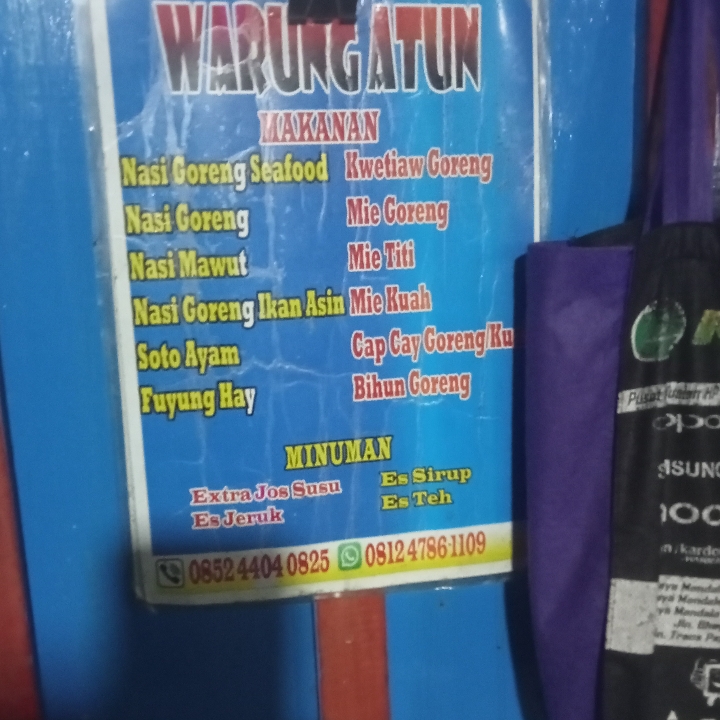 WARUNG ATUN
MAKANAN
Nasi Goreng Seafood
Nasi Goreng
Nasi Mawut
Nasi Goreng Ikan Asin
Soto Ayam
Fuyung Hay
Kwetiaw Goreng
Mie Goreng
Mie Titi
Mie Kuah
Cap Cay Goreng/Ku
Bihun Goreng
MINUMAN
Extra Jos Susu
Es Jeruk
Es Sirup
Es Teh
0852 4404 0825
0812 4786 1109
Pusat
oppo
MSUNG